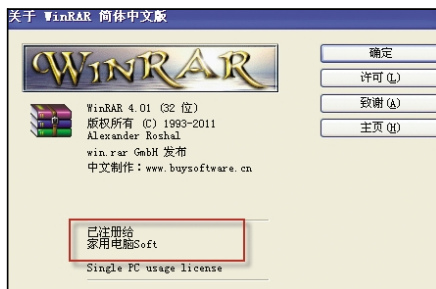 关于 WinRAR 简体中文版
WINRAR
确定
许可(L)
致谢(A)
主页(H)
WinRAR 4.01 (32 位)
版权所有 (C) 1993-2011
Alexander Roshal
win.rar GmbH 发布
中文制作：www.buysoftware.cn
已注册给
家用电脑Soft
Single PC usage license